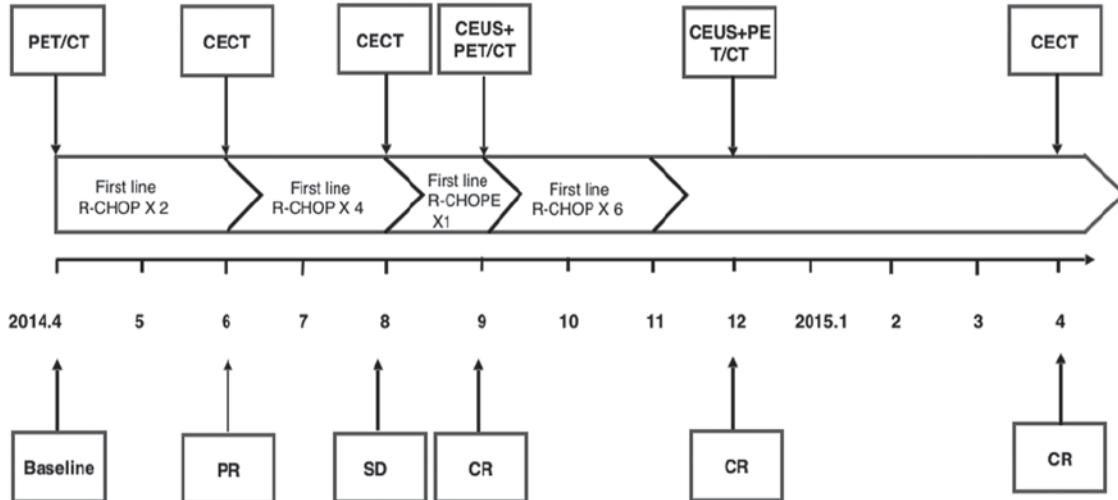 PET/CT
CECT
CECT
CEUS+
PET/CT
CEUS+PE
T/CT
CECT
First line
R-CHOP X 2
First line
R-CHOP X 4
First line
R-CHOPE
X1
First line
R-CHOP X 6
2014.4 5 6 7 8 9 10 11 12 2015.1 2 3 4
Baseline
PR
SD
CR
CR
CR